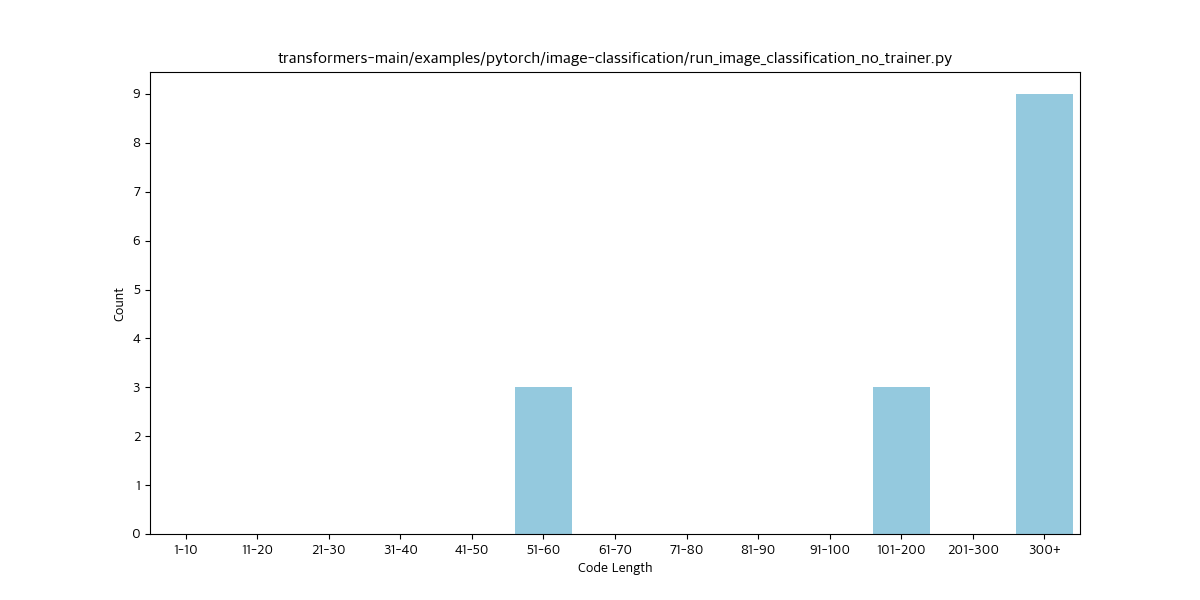 transformers-main/examples/pytorch/image-classification/run_image_classification_no_trainer.py
Count
9
8
7
6
5
4
3
2
1
0
1-10 11-20 21-30 31-40 41-50 51-60 61-70 71-80 81-90 91-100 101-200 201-300 300+
Code Length